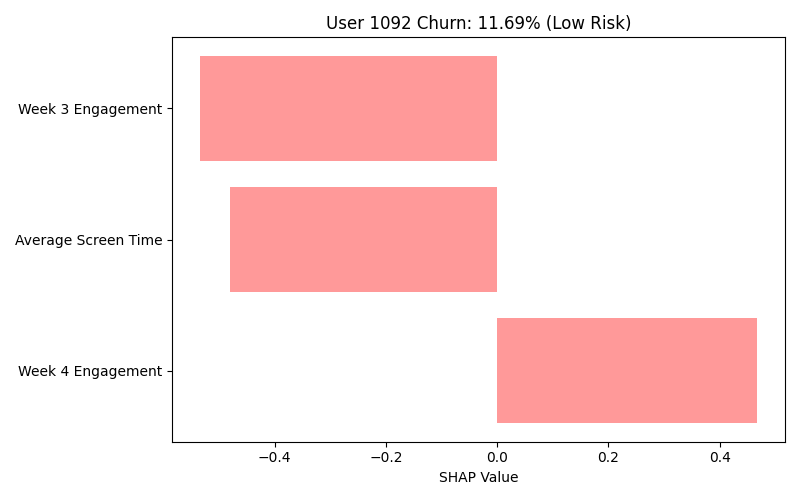 User 1092 Churn: 11.69% (Low Risk)
Week 3 Engagement
Average Screen Time
Week 4 Engagement
−0.4 −0.2 0.0 0.2 0.4
SHAP Value